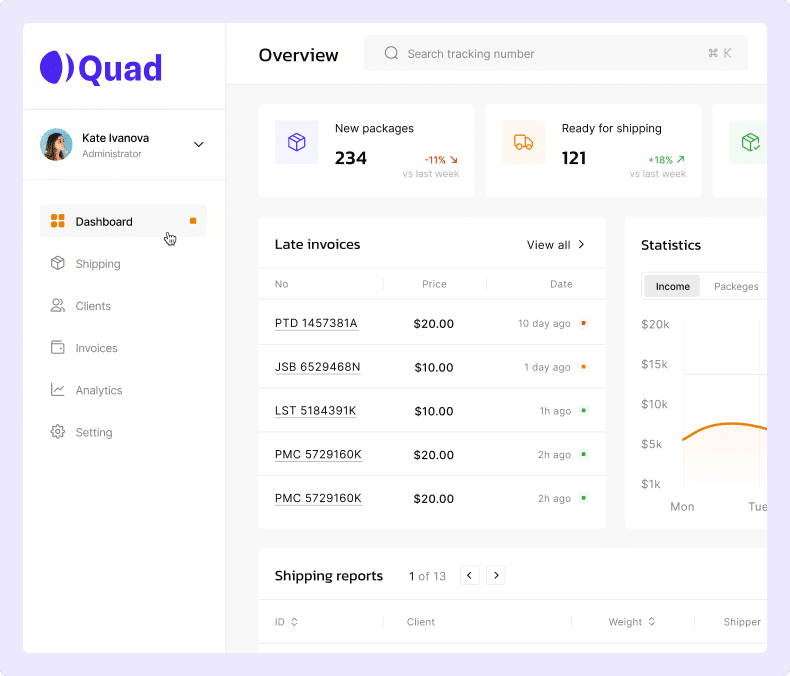 Quad
Overview
Search tracking number
⌘ K
Kate Ivanova
Administrator
Dashboard
Shipping
Clients
Invoices
Analytics
Setting
New packages
234
-11% ↘
vs last week
Ready for shipping
121
+18% ↗
vs last week
Late invoices
View all >
No Price Date
PTD 1457381A $20.00 10 day ago
JSB 6529468N $10.00 1 day ago
LST 5184391K $10.00 1h ago
PMC 5729160K $20.00 2h ago
PMC 5729160K $20.00 2h ago
Statistics
Income Packeges
$20k
$15k
$10k
$5k
$1k
Mon Tue
Shipping reports 1 of 13 < >
ID Client Weight Shipper